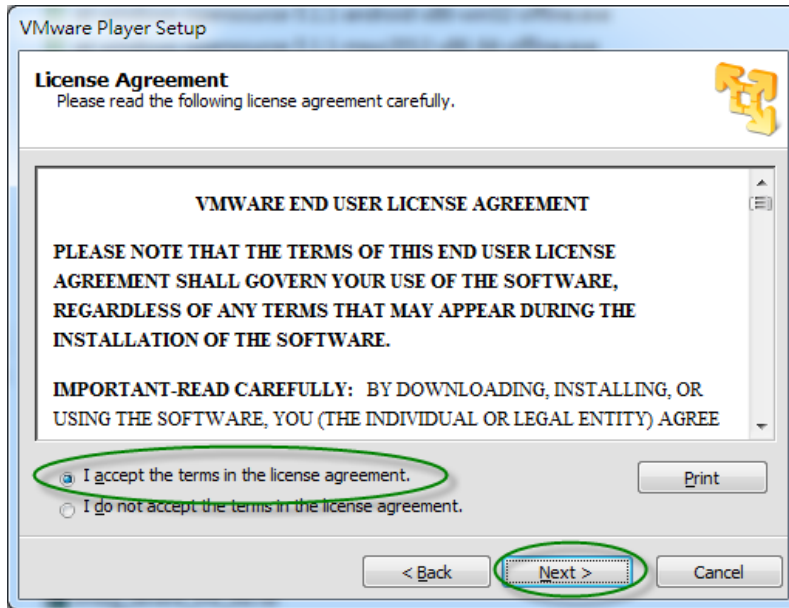 VMware Player Setup
License Agreement
Please read the following license agreement carefully.
VMWARE END USER LICENSE AGREEMENT
PLEASE NOTE THAT THE TERMS OF THIS END USER LICENSE
AGREEMENT SHALL GOVERN YOUR USE OF THE SOFTWARE,
REGARDLESS OF ANY TERMS THAT MAY APPEAR DURING THE
INSTALLATION OF THE SOFTWARE.
IMPORTANT-READ CAREFULLY: BY DOWNLOADING, INSTALLING, OR
USING THE SOFTWARE, YOU (THE INDIVIDUAL OR LEGAL ENTITY) AGREE
I accept the terms in the license agreement.
Print
I do not accept the terms in the license agreement.
< Back Next > Cancel